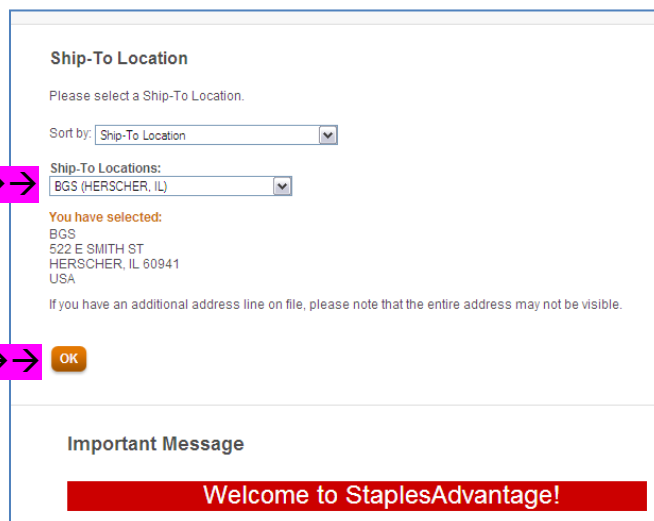 Ship-To Location
Please select a Ship-To Location.
Sort by: Ship-To Location
Ship-To Locations:
BGS (HERSCHER, IL)
You have selected:
BGS
522 E SMITH ST
HERSCHER, IL 60941
USA
If you have an additional address line on file, please note that the entire address may not be visible.
OK
Important Message
Welcome to StaplesAdvantage!